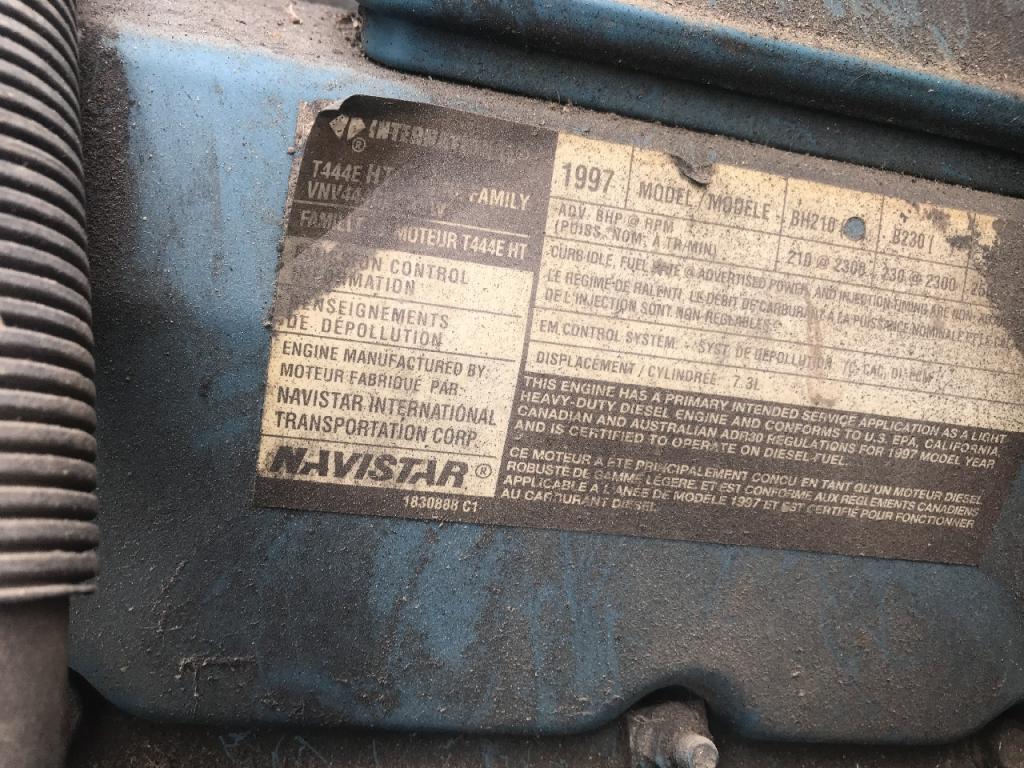 INTERNATIONAL®
T444E HT FAMILY
VNV44
FAMILLE MOTEUR T444E HT
CONTROL
ENSEIGNEMENTS
DE DÉPOLLUTION
ENGINE MANUFACTURED BY:
MOTEUR FABRIQUÉ PAR:
NAVISTAR INTERNATIONAL
TRANSPORTATION CORP.
NAVISTAR®
1830888 C1
1997 MODEL / MODÈLE BH210 B230
ADV. BHP @ RPM 210 @ 2300 230 @ 2300
(PUISS. NOM. À TR-MIN)
CURB IDLE, FUEL RATE @ ADVERTISED POWER, AND INJECTION TIMING ARE NON-
LE RÉGIME DE RALENTI, LE DÉBIT DE CARBURANT À LA PUISSANCE NOMINALE ET LE
DE L'INJECTION SONT NON-RÉGLABLES
EM CONTROL SYSTEM SYST. DE DÉPOLLUTION
DISPLACEMENT / CYLINDRÉE 7.3L
THIS ENGINE HAS A PRIMARY INTENDED SERVICE APPLICATION AS A LIGHT
HEAVY-DUTY DIESEL ENGINE AND CONFORMS TO U.S. EPA, CALIFORNIA
CANADIAN AND AUSTRALIAN ADR30 REGULATIONS FOR 1997 MODEL YEAR
AND IS CERTIFIED TO OPERATE ON DIESEL FUEL.
CE MOTEUR A ÉTÉ PRINCIPALEMENT CONÇU EN TANT QU'UN MOTEUR DIESEL
ROBUSTE DE GAMME LÉGÈRE, ET EST CONFORME AUX RÈGLEMENTS CANADIENS
APPLICABLE À L'ANÉE DE MODÈLE 1997 ET EST CERTIFIÉ POUR FONCTIONNER
AU CARBURANT DIESEL.